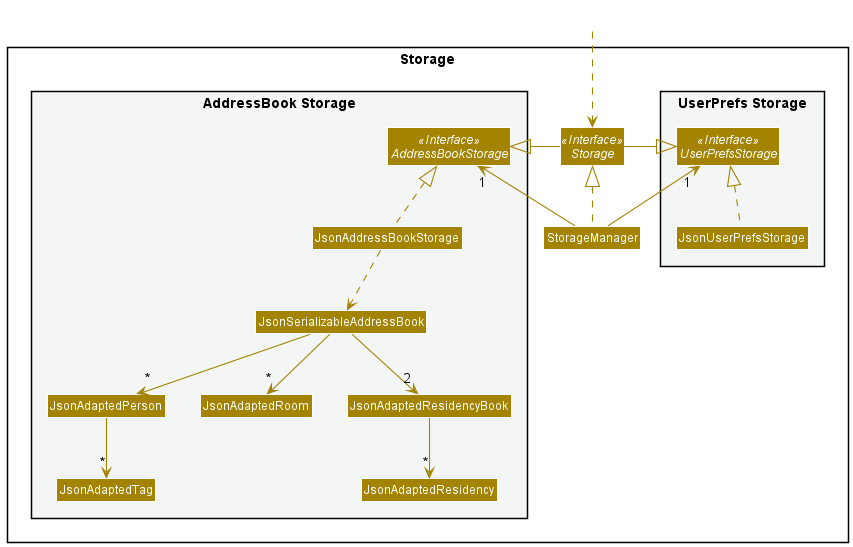 Storage
AddressBook Storage
UserPrefs Storage
«Interface»
AddressBookStorage
«Interface»
Storage
«Interface»
UserPrefsStorage
1
1
JsonAddressBookStorage
StorageManager
JsonUserPrefsStorage
JsonSerializableAddressBook
*
*
2
JsonAdaptedPerson
JsonAdaptedRoom
JsonAdaptedResidencyBook
*
*
JsonAdaptedTag
JsonAdaptedResidency